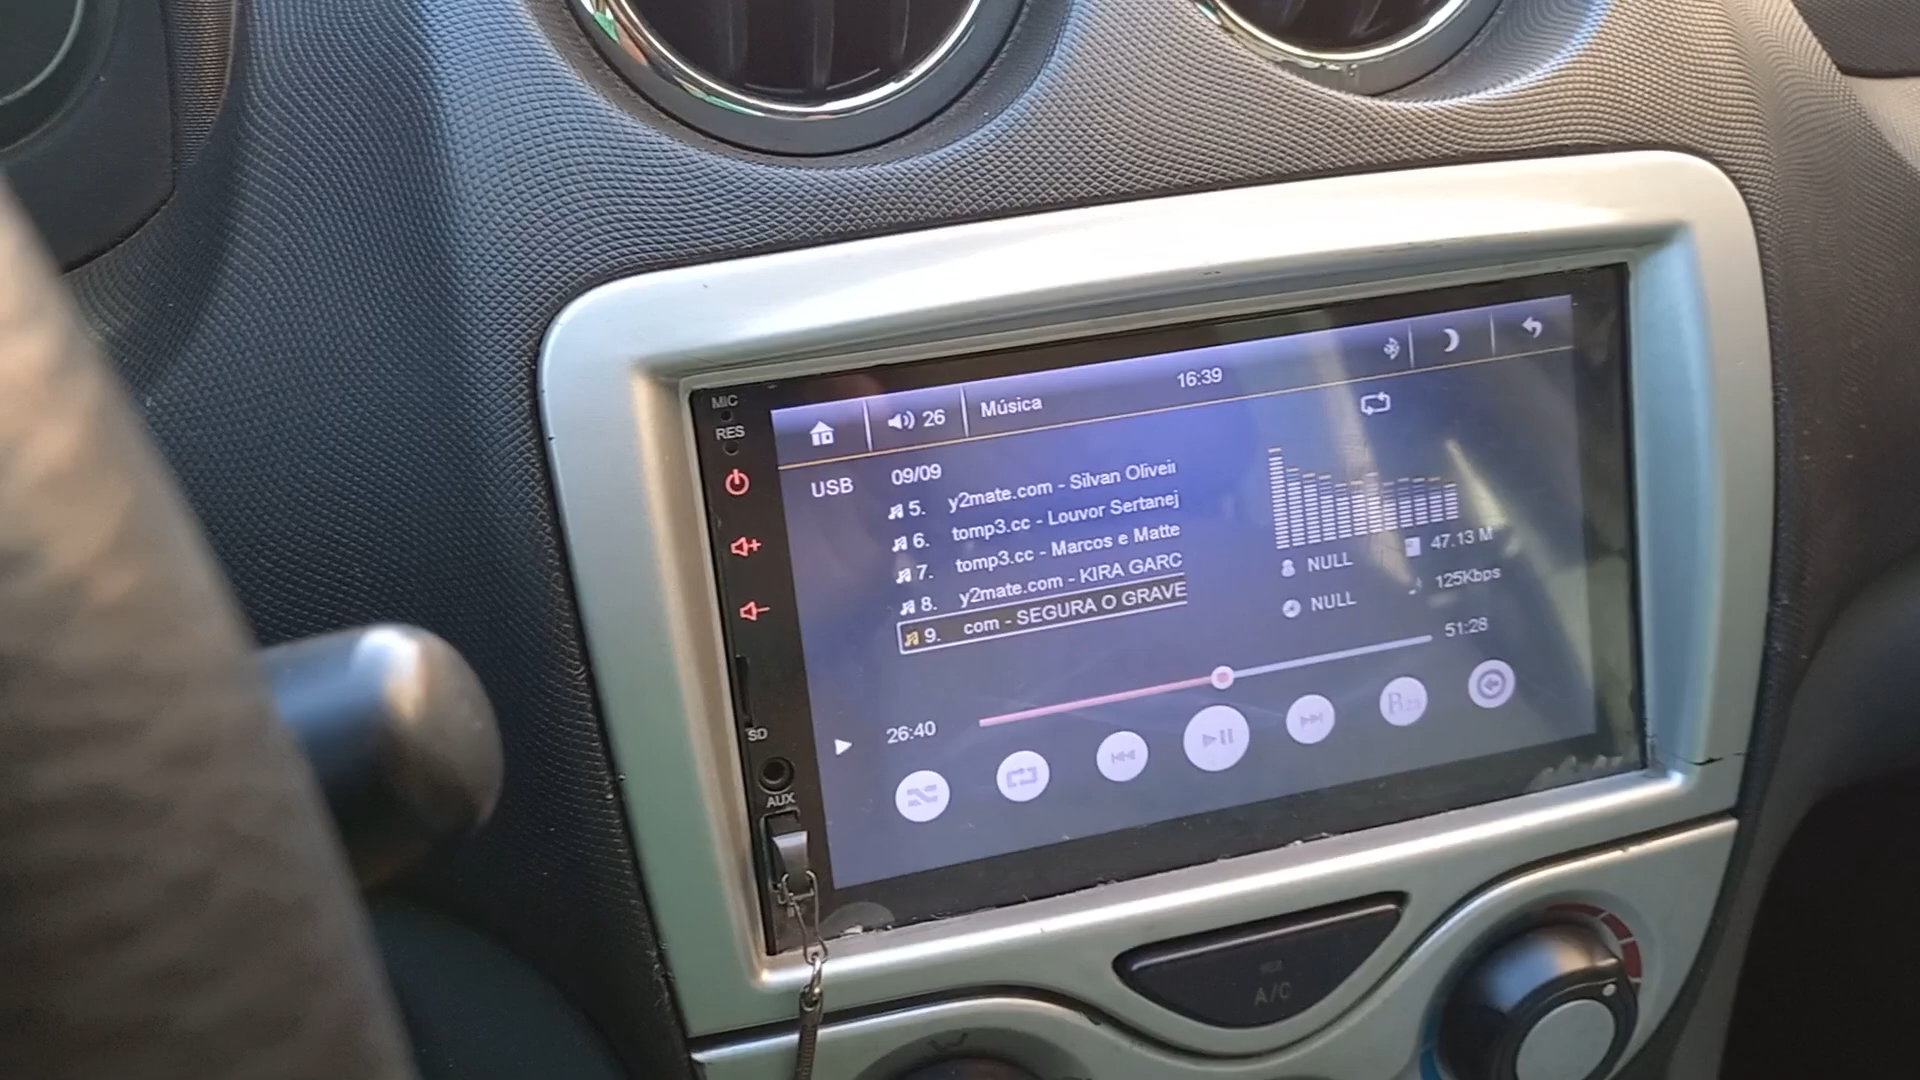 MIC
RES
SD
AUX
26
Música
16:39
USB
09/09
5. y2mate.com - Silvan Oliveii
6. tomp3.cc - Louvor Sertanej
7. tomp3.cc - Marcos e Matte
8. y2mate.com - KIRA GARC
9. com - SEGURA O GRAVE
47.13 M
NULL
125Kbps
NULL
51:28
26:40
A/C